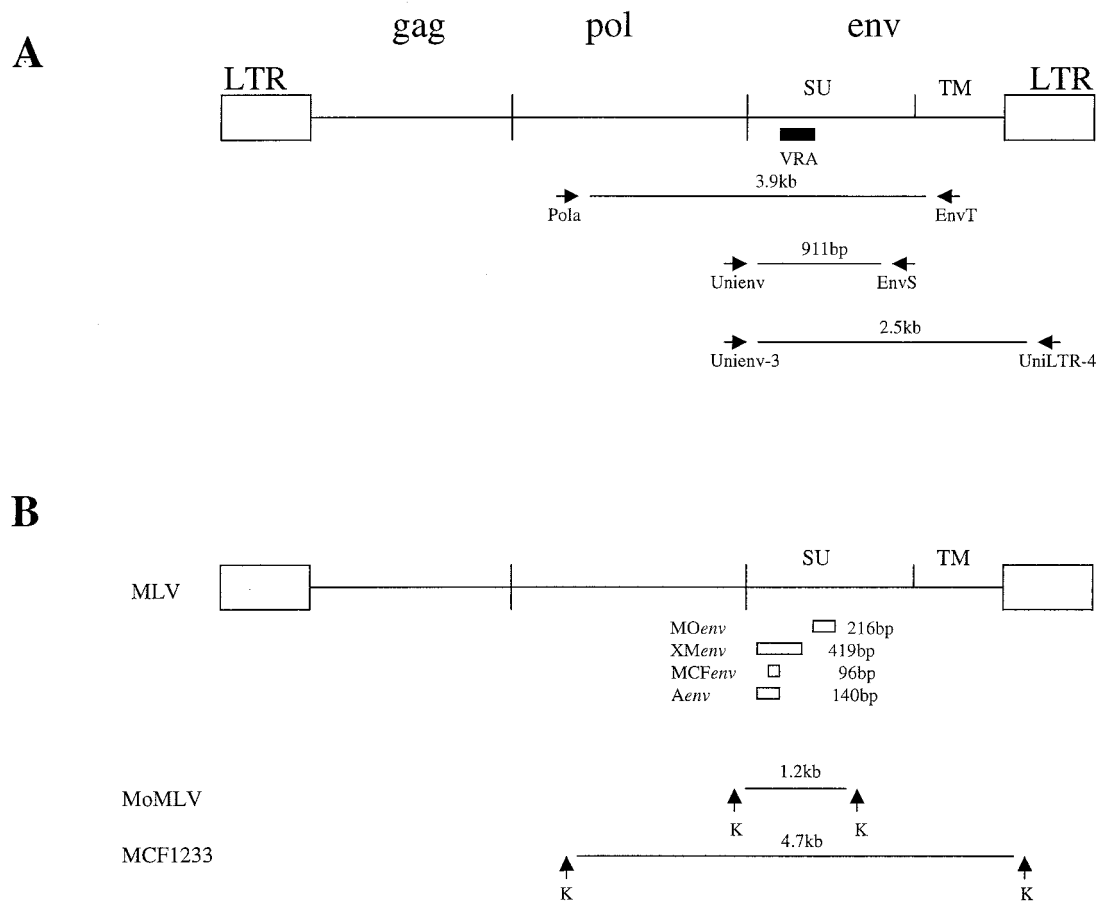 A
gag pol env
LTR SU TM LTR
VRA
3.9kb
Pola EnvT
911bp
Unienv EnvS
2.5kb
Unienv-3 UniLTR-4
B
MLV SU TM
MOenv 216bp
XMenv 419bp
MCFenv 96bp
Aenv 140bp
MoMLV 1.2kb
K K
MCF1233 4.7kb
K K